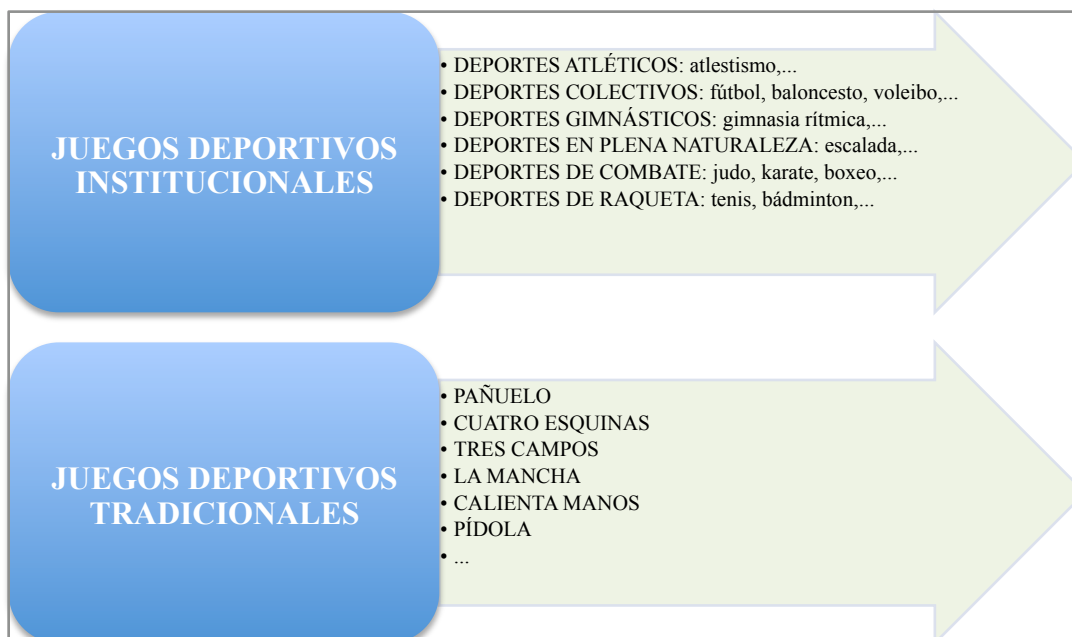 JUEGOS DEPORTIVOS
INSTITUCIONALES
• DEPORTES ATLÉTICOS: atlestismo,...
• DEPORTES COLECTIVOS: fútbol, baloncesto, voleibo,...
• DEPORTES GIMNÁSTICOS: gimnasia rítmica,...
• DEPORTES EN PLENA NATURALEZA: escalada,...
• DEPORTES DE COMBATE: judo, karate, boxeo,...
• DEPORTES DE RAQUETA: tenis, bádminton,...
JUEGOS DEPORTIVOS
TRADICIONALES
• PAÑUELO
• CUATRO ESQUINAS
• TRES CAMPOS
• LA MANCHA
• CALIENTA MANOS
• PÍDOLA
• ...